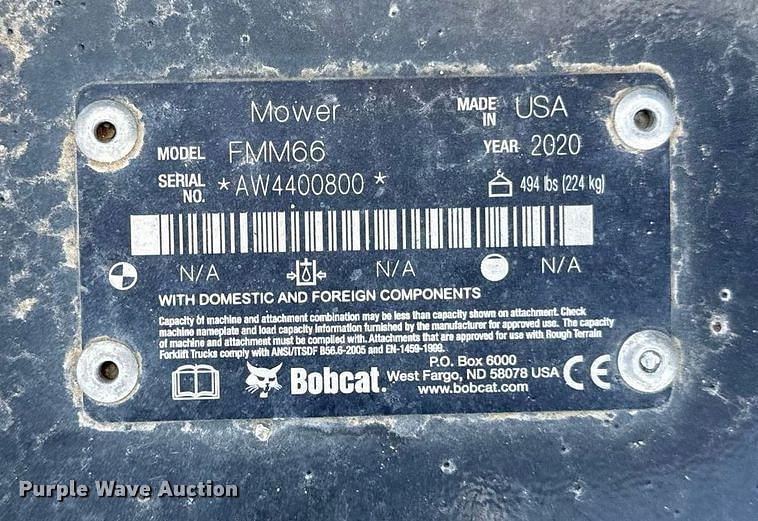 Mower MADE IN USA
MODEL FMM66 YEAR 2020
SERIAL NO. *AW4400800* 494 lbs (224 kg)
N/A N/A N/A
WITH DOMESTIC AND FOREIGN COMPONENTS
Capacity of machine and attachment combination may be less than capacity shown on attachment. Check
machine nameplate and load capacity information furnished by the manufacturer for approved use. The capacity
of machine and attachment must be complied with. Attachments that are approved for use with Rough Terrain
Forklift Trucks comply with ANSI/ITSDF B56.6-2005 and EN-1459-1999.
Bobcat.
P.O. Box 6000
West Fargo, ND 58078 USA
www.bobcat.com
CE
Purple Wave Auction